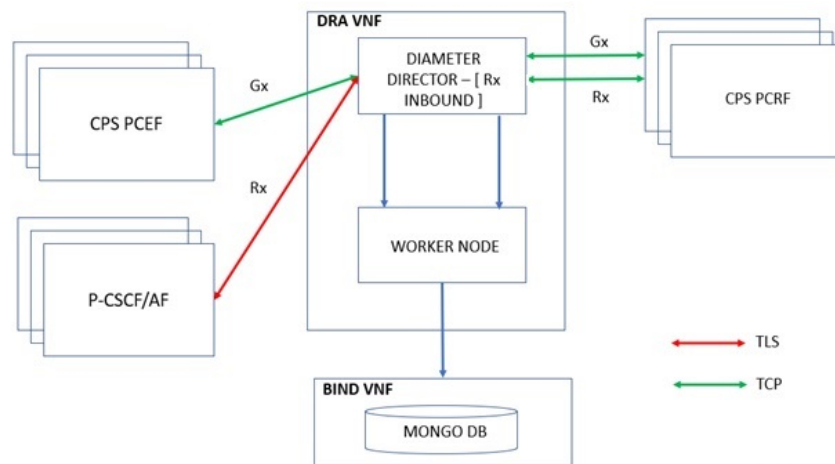 DRA VNF
DIAMETER
DIRECTOR – [ Rx
INBOUND ]
Gx
Rx
CPS PCRF
CPS PCEF
Gx
Rx
P-CSCF/AF
WORKER NODE
TLS
TCP
BIND VNF
MONGO DB